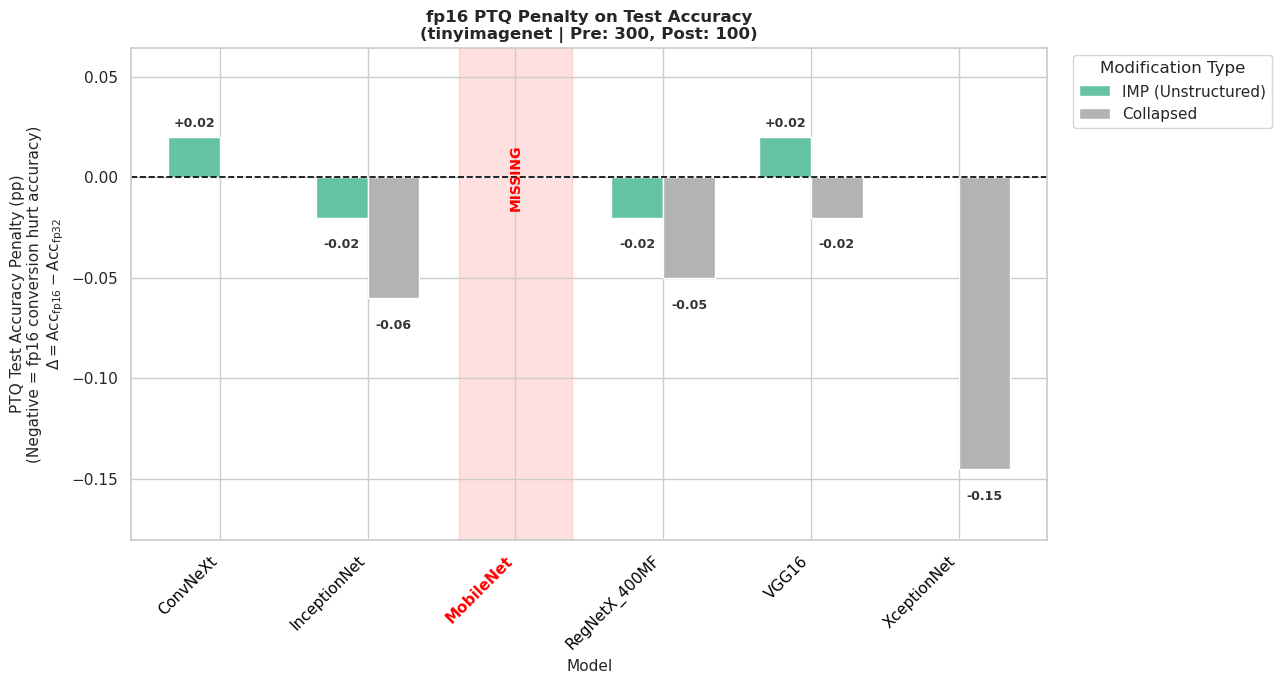 fp16 PTQ Penalty on Test Accuracy
(tinyimagenet | Pre: 300, Post: 100)
PTQ Test Accuracy Penalty (pp)
(Negative = fp16 conversion hurt accuracy)
Δ = Acc_fp16 − Acc_fp32
0.05
0.00
−0.05
−0.10
−0.15
+0.02
-0.02
-0.06
MISSING
-0.02
-0.05
+0.02
-0.02
-0.15
ConvNeXt
InceptionNet
MobileNet
RegNetX_400MF
VGG16
XceptionNet
Model
Modification Type
IMP (Unstructured)
Collapsed